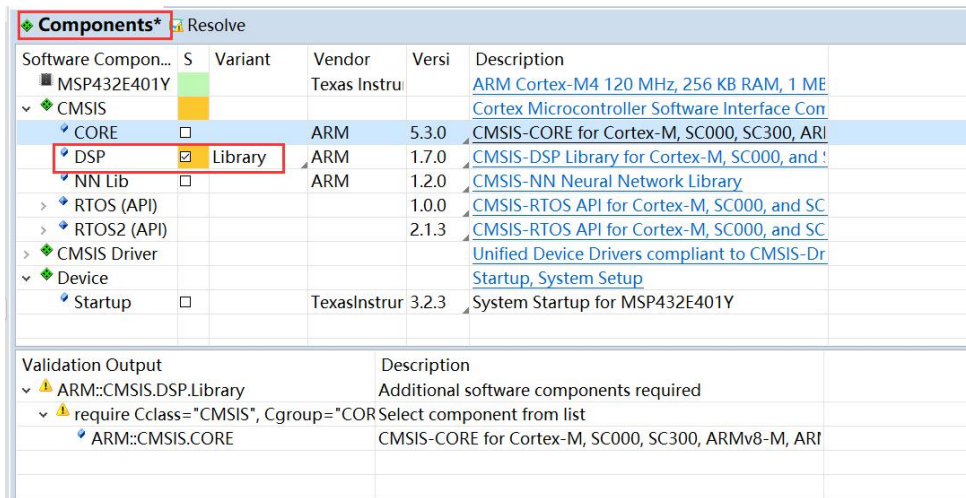 Components* Resolve
Software Compon... S Variant Vendor Versi Description
MSP432E401Y Texas Instru ARM Cortex-M4 120 MHz, 256 KB RAM, 1 ME
CMSIS Cortex Microcontroller Software Interface Com
CORE ARM 5.3.0 CMSIS-CORE for Cortex-M, SC000, SC300, ARI
DSP Library ARM 1.7.0 CMSIS-DSP Library for Cortex-M, SC000, and
NN Lib ARM 1.2.0 CMSIS-NN Neural Network Library
RTOS (API) 1.0.0 CMSIS-RTOS API for Cortex-M, SC000, and SC
RTOS2 (API) 2.1.3 CMSIS-RTOS API for Cortex-M, SC000, and SC
CMSIS Driver Unified Device Drivers compliant to CMSIS-Dr
Device Startup, System Setup
Startup TexasInstrur 3.2.3 System Startup for MSP432E401Y
Validation Output Description
ARM::CMSIS.DSP.Library Additional software components required
require Cclass="CMSIS", Cgroup="COR Select component from list
ARM::CMSIS.CORE CMSIS-CORE for Cortex-M, SC000, SC300, ARMv8-M, ARM